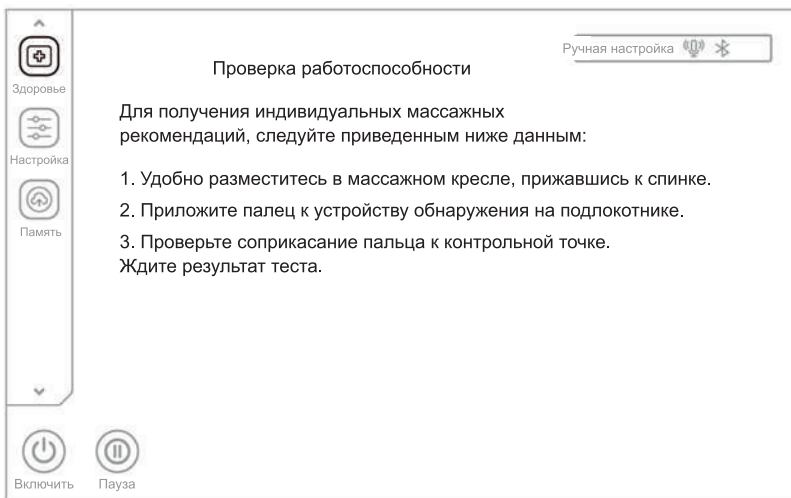 Ручная настройка
Проверка работоспособности
Здоровье
Для получения индивидуальных массажных
рекомендаций, следуйте приведенным ниже данным:
Настройка
1. Удобно разместитесь в массажном кресле, прижавшись к спинке.
2. Приложите палец к устройству обнаружения на подлокотнике.
Память
3. Проверьте соприкасание пальца к контрольной точке.
Ждите результат теста.
Включить
Пауза